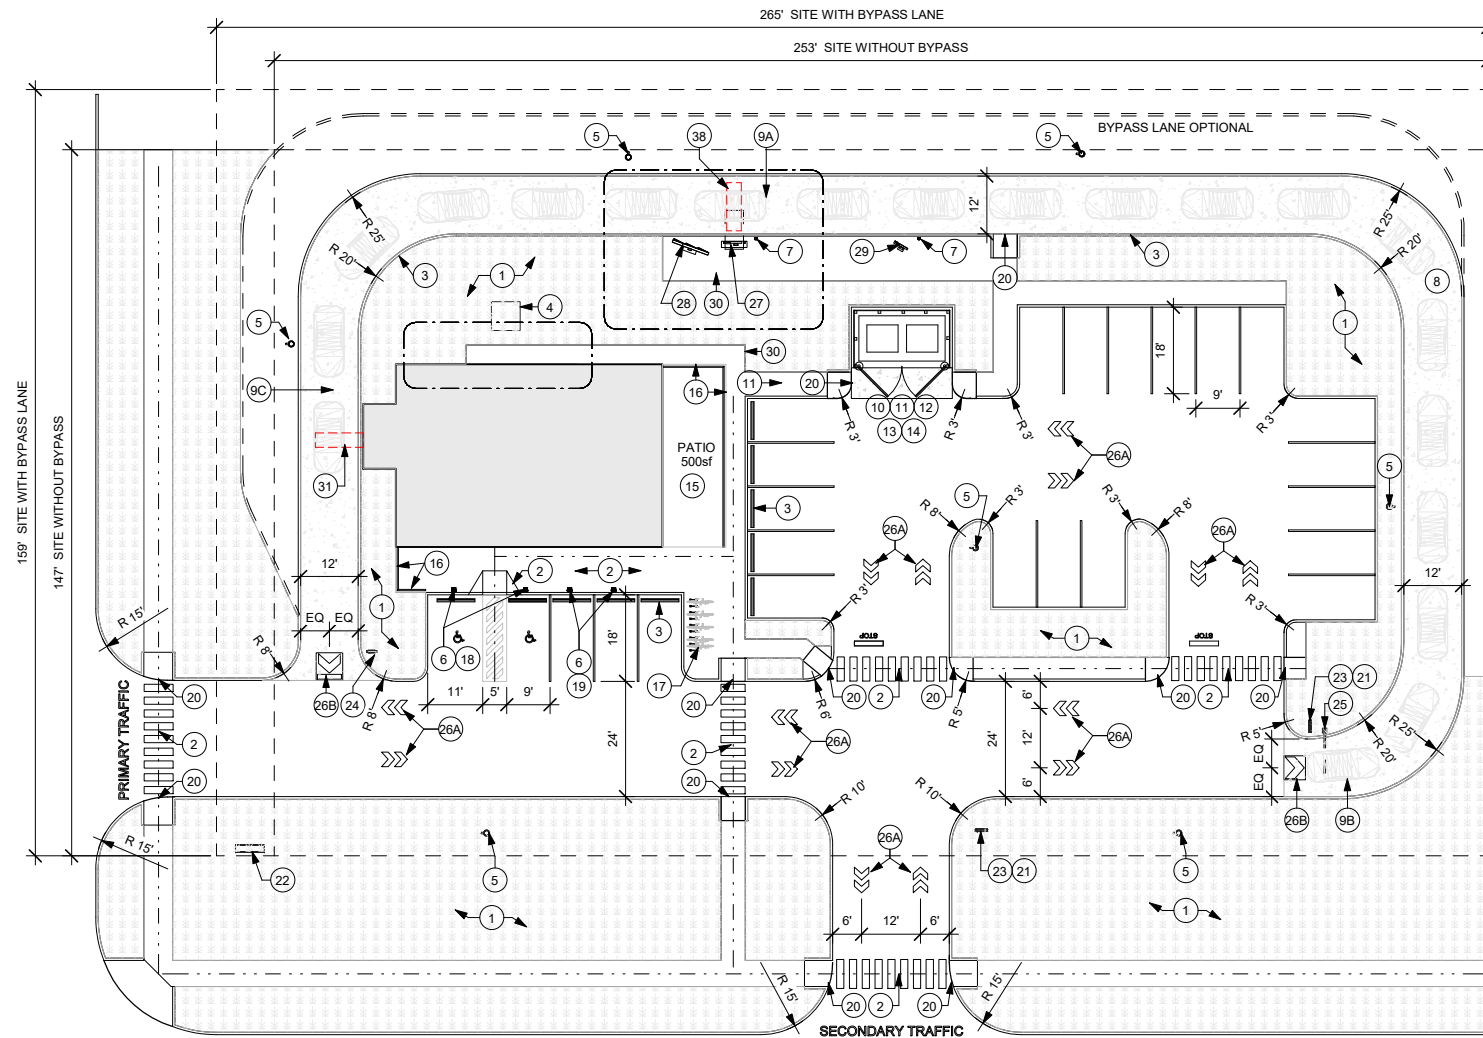 265' SITE WITH BYPASS LANE
253' SITE WITHOUT BYPASS
BYPASS LANE OPTIONAL
5
38
9A
5
12'
R 25'
R 20'
3
1
4
28
30
27
7
29
7
20
3
R 25'
R 20'
8
1
5
9C
31
30
16
11
20
10
11
12
13
14
R 3'
R 3'
R 3'
18'
9'
R 3'
PATIO
500sf
15
3
26A
5
159' SITE WITH BYPASS LANE
147' SITE WITHOUT BYPASS
5
R 8'
R 3'
R 3'
R 8'
26A
26A
12'
EQ
EQ
16
2
2
1
12'
R 15'
R 8'
6
18
18'
3
6
19
17
R 3'
STOP
1
STOP
R 3'
20
26B
24
R 8'
11'
5'
9'
20
R 6'
20
2
20
R 5'
6'
20
2
20
23
21
25
PRIMARY TRAFFIC
2
20
26A
24'
2
20
26A
24'
12'
6'
26A
R 5'
EQ
EQ
R 20'
R 25'
26B
9B
R 15'
22
5
R 10'
R 10'
26A
23
21
5
1
6'
12'
6'
1
R 15'
20
2
20
R 15'
SECONDARY TRAFFIC